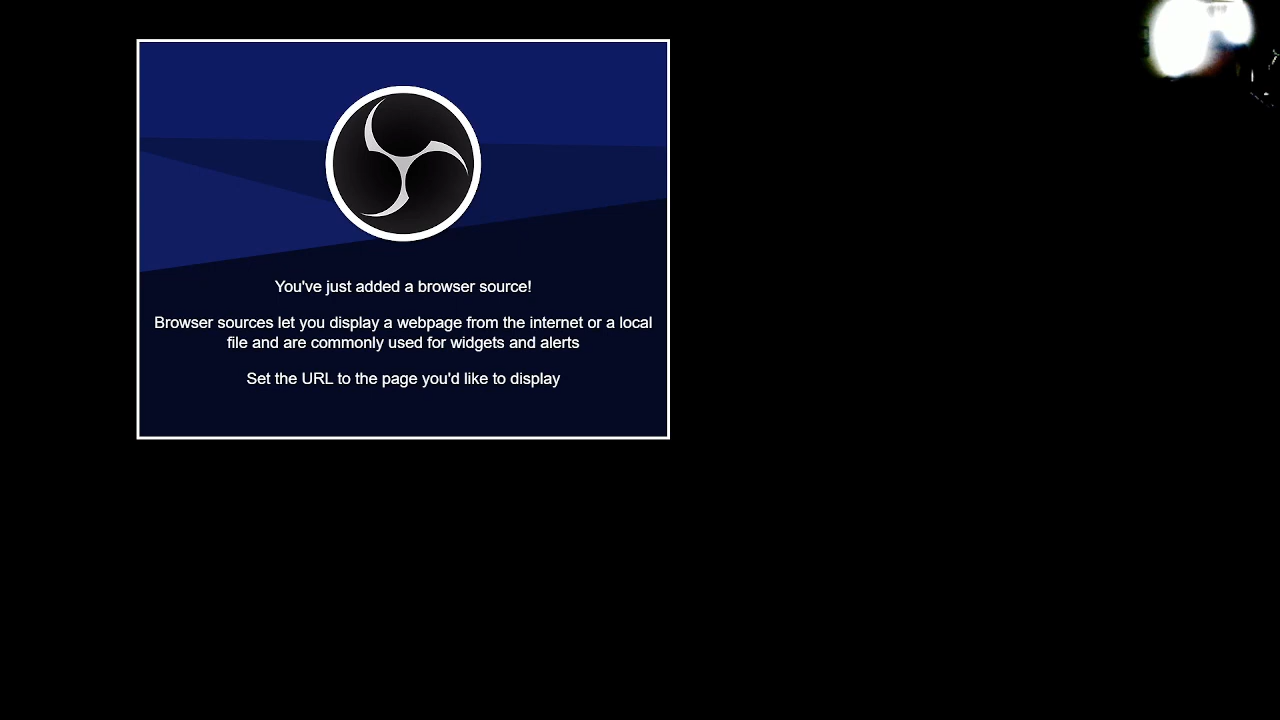 You've just added a browser source!
Browser sources let you display a webpage from the internet or a local
file and are commonly used for widgets and alerts
Set the URL to the page you'd like to display